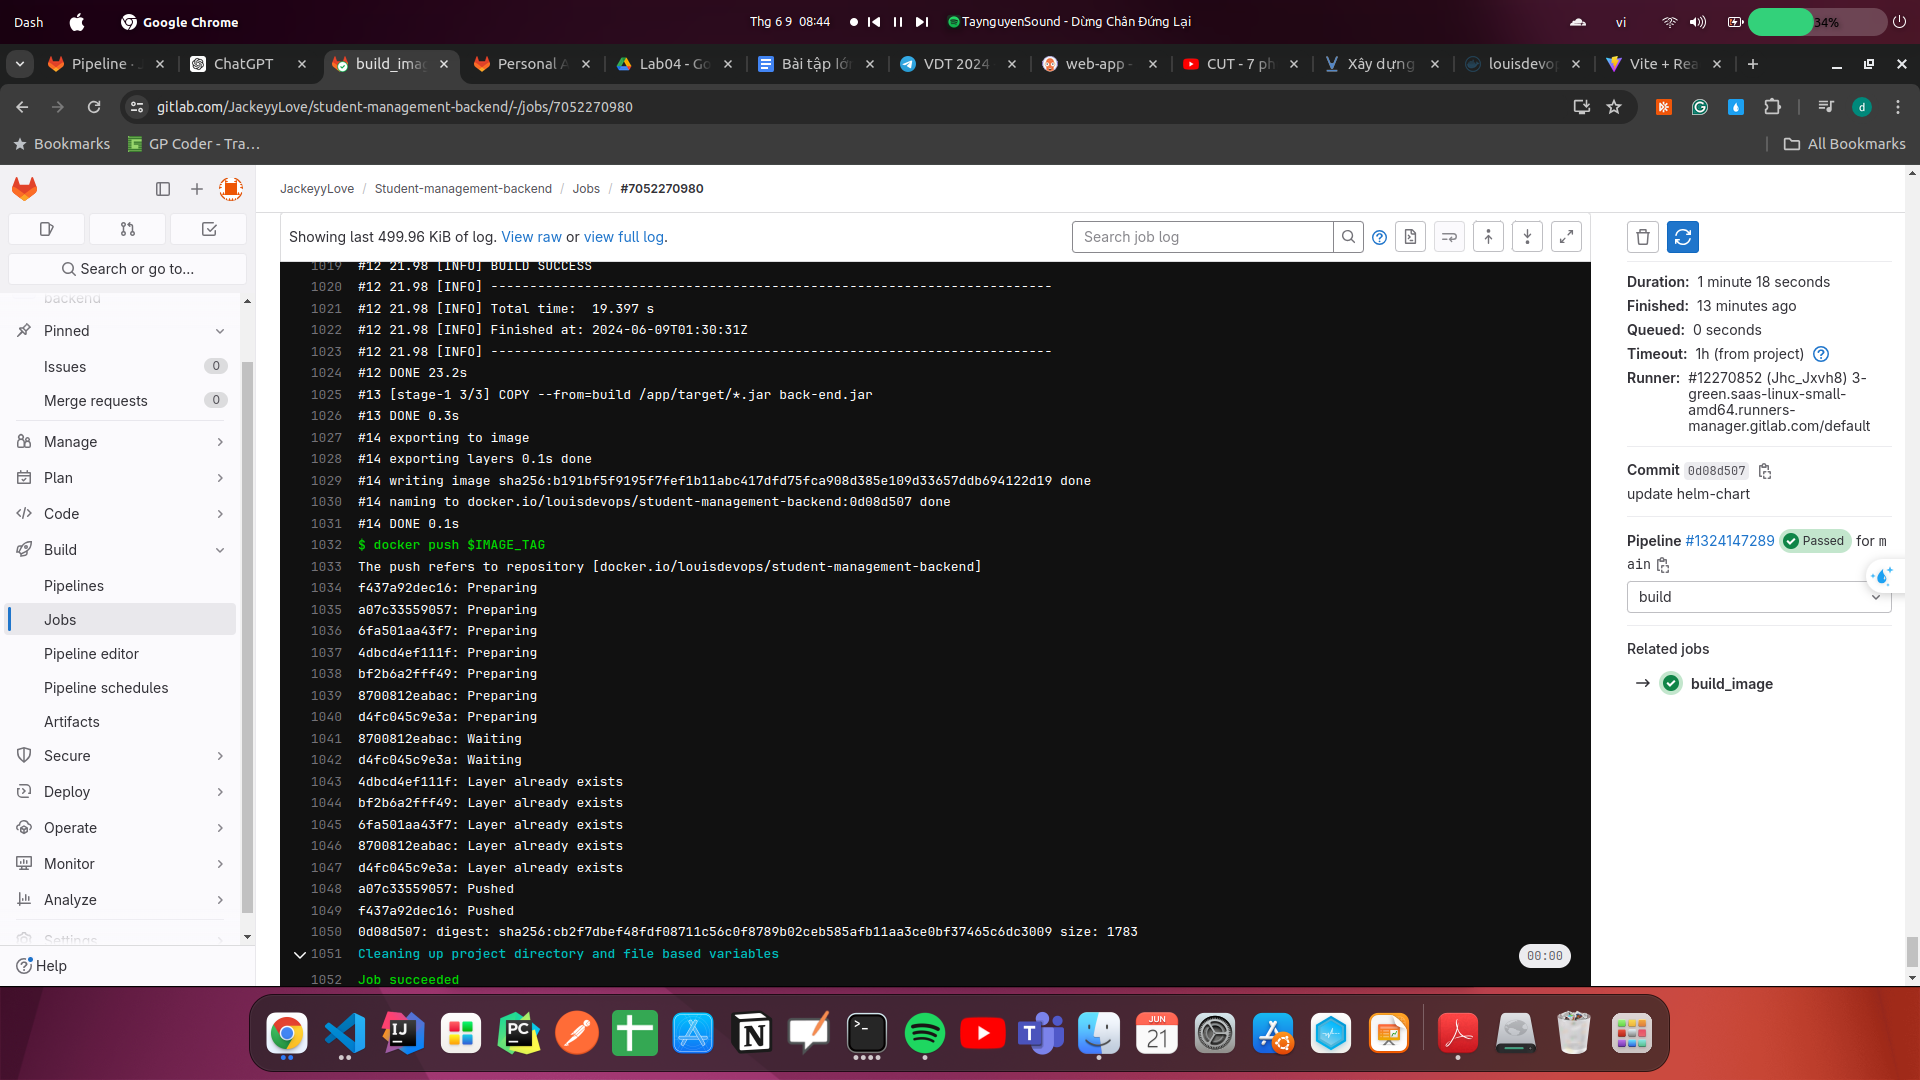 Dash
Google Chrome
Thg 6 9 08:44
TaynguyenSound - Dừng Chân Đứng Lại
vi
34%
Pipeline ·
ChatGPT
build_ima
Personal A
Lab04 - Go
Bài tập lớ
VDT 2024
web-app -
CUT - 7 ph
Xây dựng
louisdevop
Vite + Rea
gitlab.com/JackeyyLove/student-management-backend/-/jobs/7052270980
d
Bookmarks
GP Coder - Tra…
All Bookmarks
JackeyyLove / Student-management-backend / Jobs / #7052270980
Search or go to...
backend
Pinned
Issues 0
Merge requests 0
Manage
Plan
Code
Build
Pipelines
Jobs
Pipeline editor
Pipeline schedules
Artifacts
Secure
Deploy
Operate
Monitor
Analyze
Settings
Help
Showing last 499.96 KiB of log. View raw or view full log.
Search job log
1019 #12 21.98 [INFO] BUILD SUCCESS
1020 #12 21.98 [INFO] ------------------------------------------------------------------------
1021 #12 21.98 [INFO] Total time:  19.397 s
1022 #12 21.98 [INFO] Finished at: 2024-06-09T01:30:31Z
1023 #12 21.98 [INFO] ------------------------------------------------------------------------
1024 #12 DONE 23.2s
1025 #13 [stage-1 3/3] COPY --from=build /app/target/*.jar back-end.jar
1026 #13 DONE 0.3s
1027 #14 exporting to image
1028 #14 exporting layers 0.1s done
1029 #14 writing image sha256:b191bf5f9195f7fef1b11abc417dfd75fca908d385e109d33657ddb694122d19 done
1030 #14 naming to docker.io/louisdevops/student-management-backend:0d08d507 done
1031 #14 DONE 0.1s
1032 $ docker push $IMAGE_TAG
1033 The push refers to repository [docker.io/louisdevops/student-management-backend]
1034 f437a92dec16: Preparing
1035 a07c33559057: Preparing
1036 6fa501aa43f7: Preparing
1037 4dbcd4ef111f: Preparing
1038 bf2b6a2fff49: Preparing
1039 8700812eabac: Preparing
1040 d4fc045c9e3a: Preparing
1041 8700812eabac: Waiting
1042 d4fc045c9e3a: Waiting
1043 4dbcd4ef111f: Layer already exists
1044 bf2b6a2fff49: Layer already exists
1045 6fa501aa43f7: Layer already exists
1046 8700812eabac: Layer already exists
1047 d4fc045c9e3a: Layer already exists
1048 a07c33559057: Pushed
1049 f437a92dec16: Pushed
1050 0d08d507: digest: sha256:cb2f7dbef48fdf08711c56c0f8789b02ceb585afb11aa3ce0bf37465c6dc3009 size: 1783
1051 Cleaning up project directory and file based variables 00:00
1052 Job succeeded
Duration: 1 minute 18 seconds
Finished: 13 minutes ago
Queued: 0 seconds
Timeout: 1h (from project)
Runner: #12270852 (Jhc_Jxvh8) 3-
green.saas-linux-small-
amd64.runners-
manager.gitlab.com/default
Commit 0d08d507
update helm-chart
Pipeline #1324147289 Passed for m
ain
build
Related jobs
build_image
JUN
21